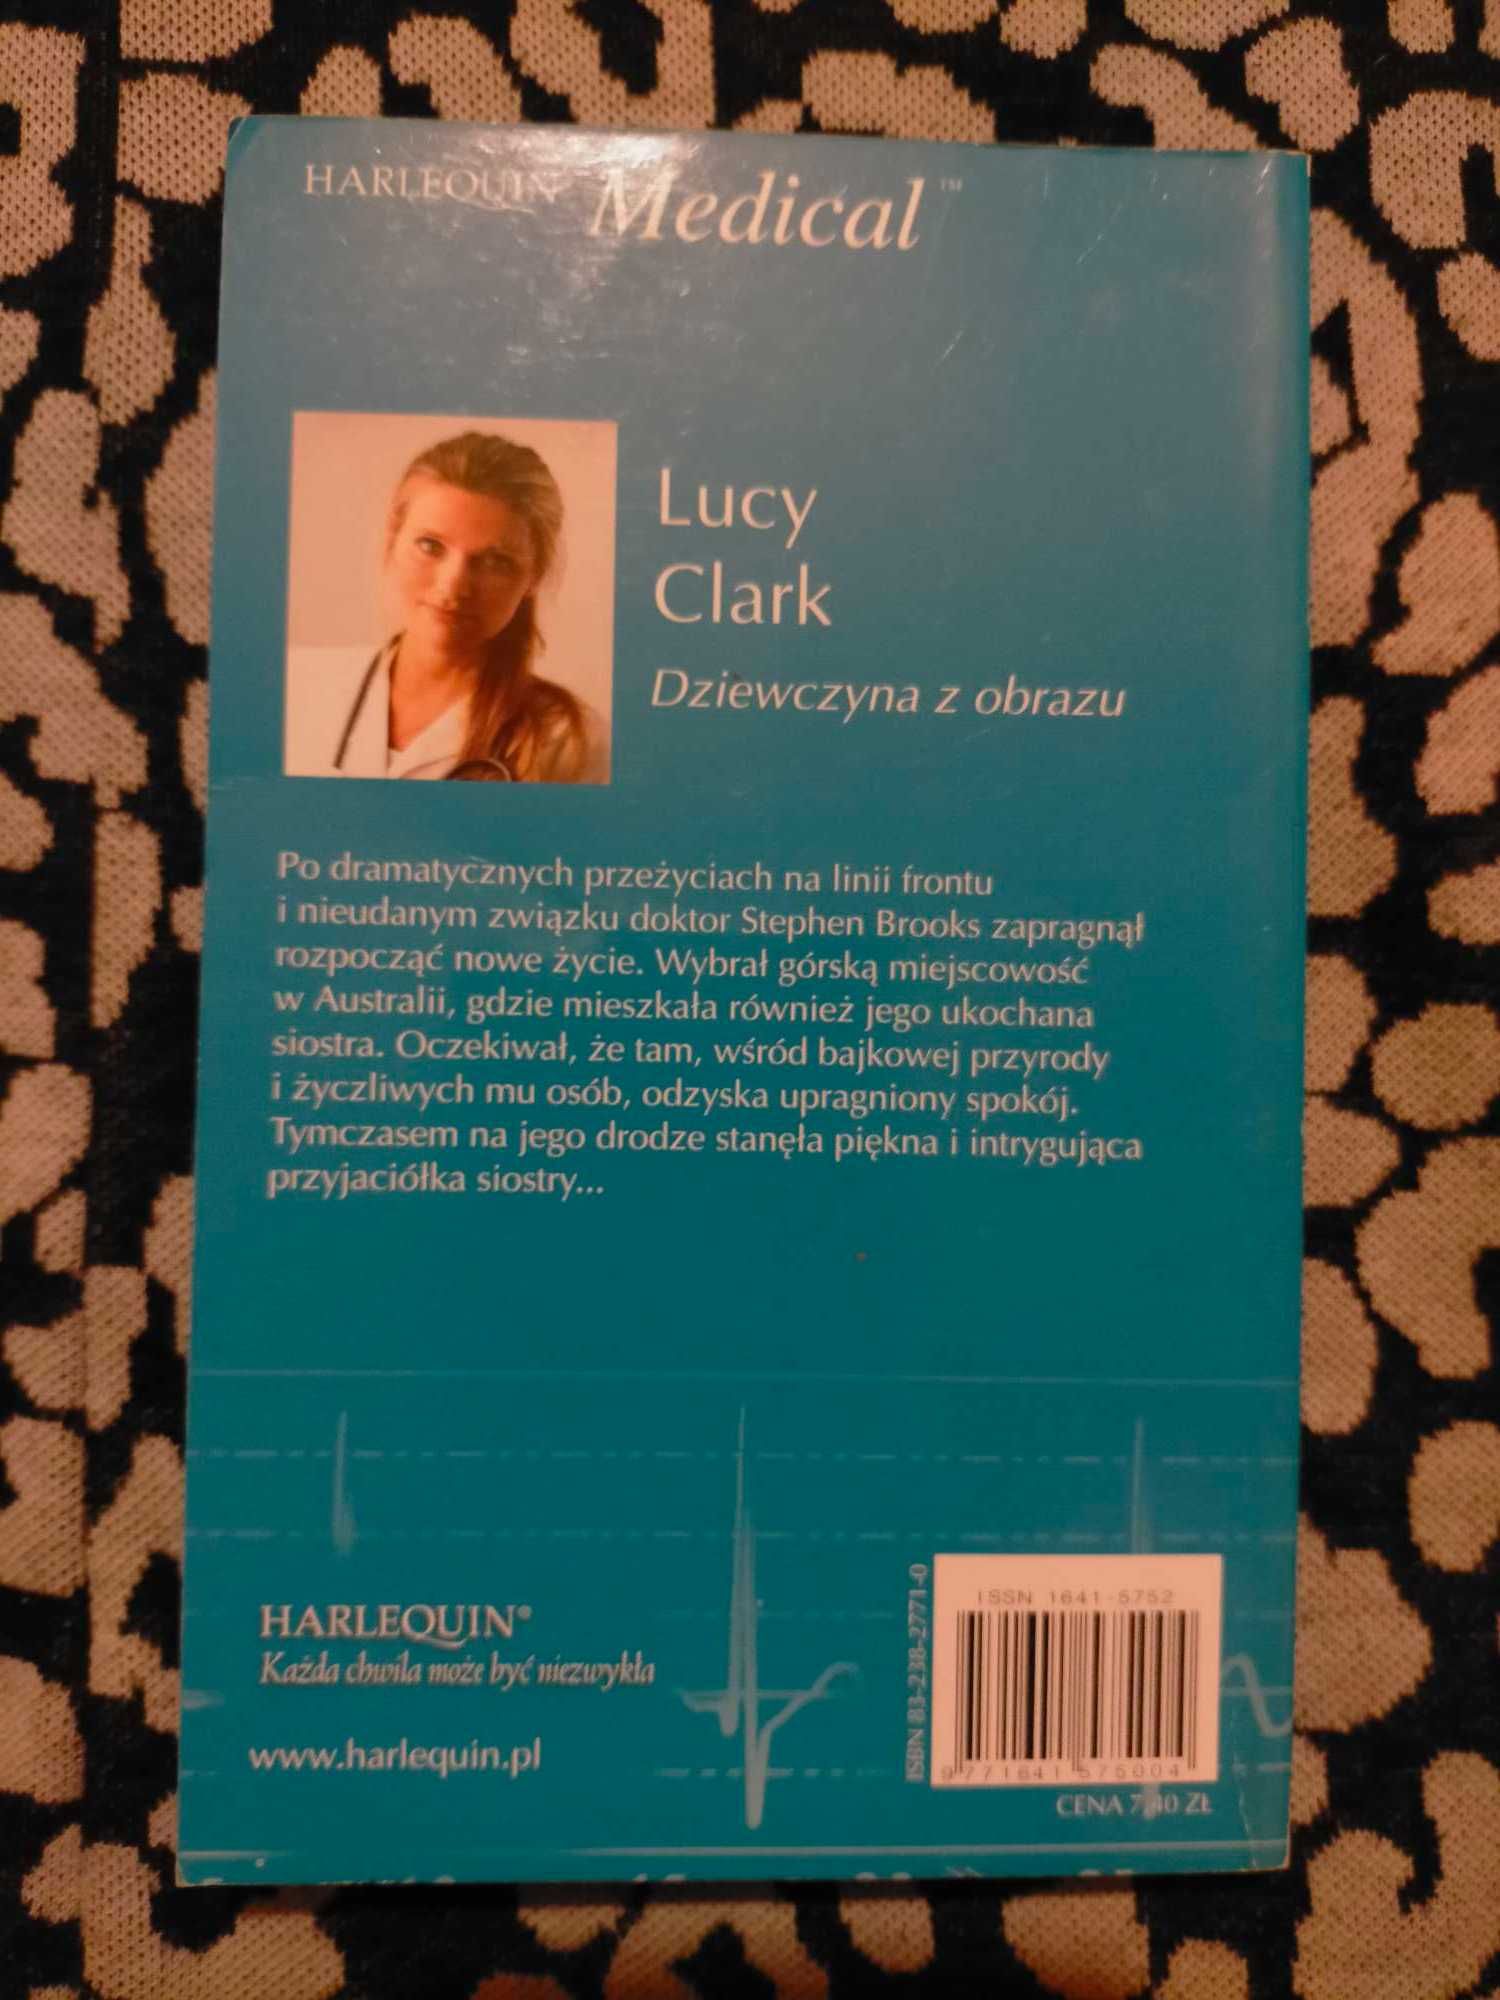 HARLEQUIN Medical™
Lucy
Clark
Dziewczyna z obrazu
Po dramatycznych przeżyciach na linii frontu
i nieudanym związku doktor Stephen Brooks zapragnął
rozpocząć nowe życie. Wybrał górską miejscowość
w Australii, gdzie mieszkała również jego ukochana
siostra. Oczekiwał, że tam, wśród bajkowej przyrody
i życzliwych mu osób, odzyska upragniony spokój.
Tymczasem na jego drodze stanęła piękna i intrygująca
przyjaciółka siostry...
HARLEQUIN®
Każda chwila może być niezwykła
www.harlequin.pl
ISBN 83-238-2771-0
ISSN 1641-5752
9 771641 575004
CENA 7,40 ZŁ